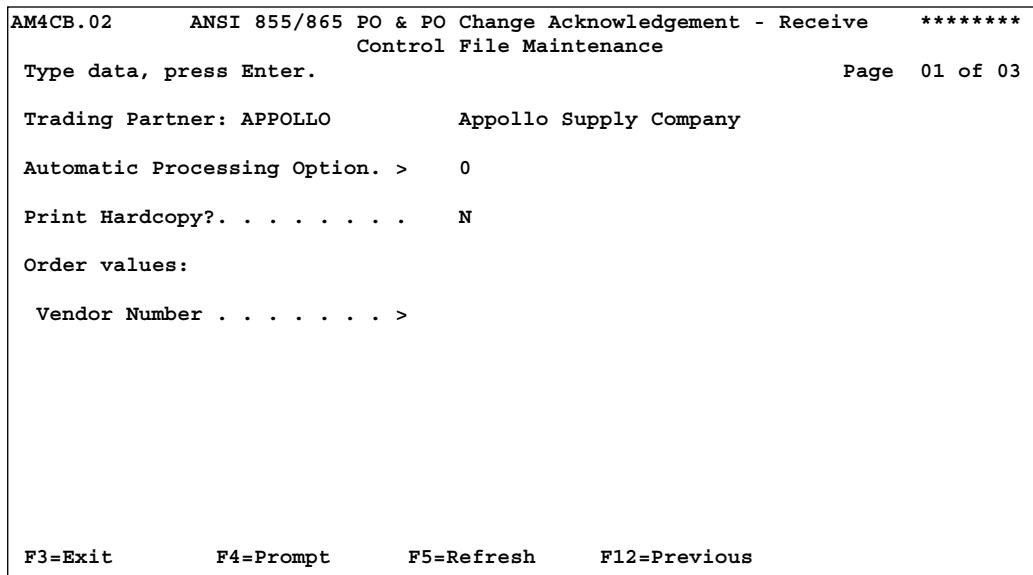 AM4CB.02 ANSI 855/865 PO & PO Change Acknowledgement - Receive ********
Control File Maintenance
Type data, press Enter. Page 01 of 03
Trading Partner: APPOLLO Appollo Supply Company
Automatic Processing Option. > 0
Print Hardcopy?. . . . . . . . N
Order values:
Vendor Number . . . . . . . >
F3=Exit F4=Prompt F5=Refresh F12=Previous